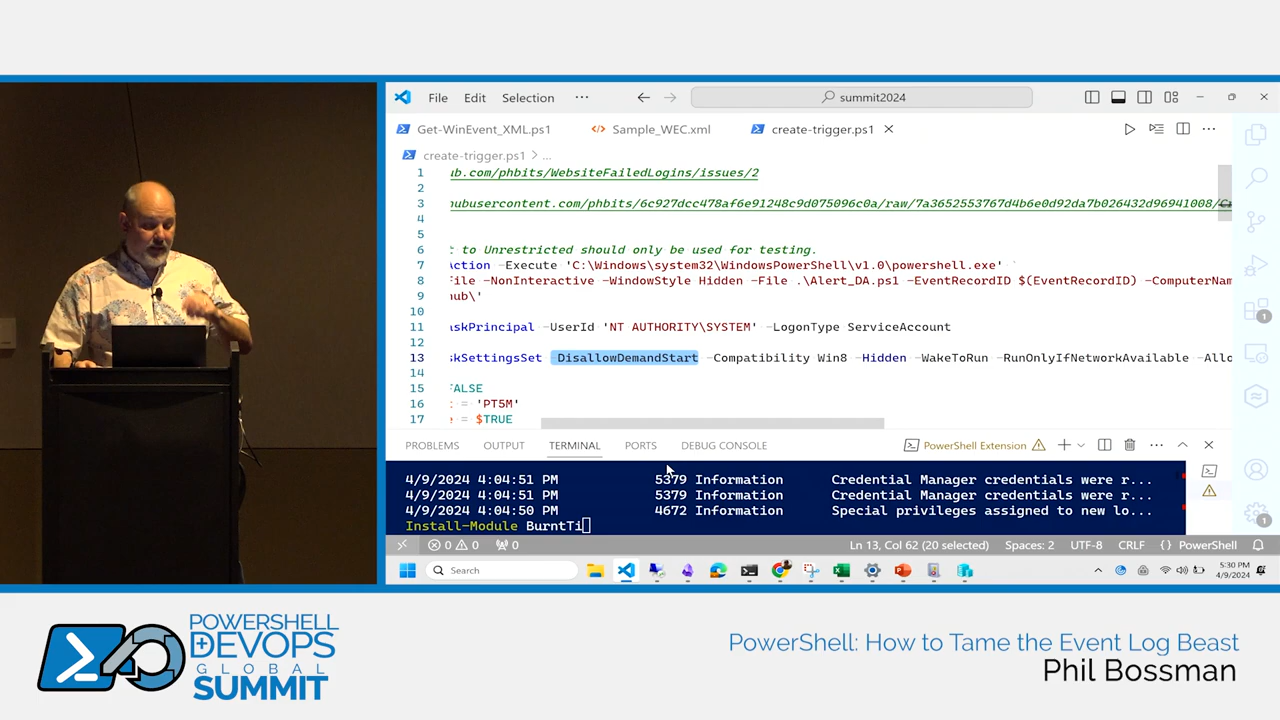 File Edit Selection ··· summit2024
Get-WinEvent_XML.ps1 Sample_WEC.xml create-trigger.ps1
create-trigger.ps1 > ...
1 ub.com/phbits/WebsiteFailedLogins/issues/2
2
3 hubusercontent.com/phbits/6c927dcc478af6e91248c9d075096c0a/raw/7a3652553767d4b6e0d92da7b026432d96941008/Cr
4
5
6 t to Unrestricted should only be used for testing.
7 Action -Execute 'C:\Windows\system32\WindowsPowerShell\v1.0\powershell.exe' `
8 File -NonInteractive -WindowStyle Hidden -File .\Alert_DA.ps1 -EventRecordID $(EventRecordID) -ComputerNam
9 hub\'
10
11 askPrincipal -UserId 'NT AUTHORITY\SYSTEM' -LogonType ServiceAccount
12
13 skSettingsSet -DisallowDemandStart -Compatibility Win8 -Hidden -WakeToRun -RunOnlyIfNetworkAvailable -Allo
14
15 FALSE
16 t = 'PT5M'
17 e = $TRUE
PROBLEMS OUTPUT TERMINAL PORTS DEBUG CONSOLE PowerShell Extension
4/9/2024 4:04:51 PM 5379 Information Credential Manager credentials were r...
4/9/2024 4:04:51 PM 5379 Information Credential Manager credentials were r...
4/9/2024 4:04:50 PM 4672 Information Special privileges assigned to new lo...
Install-Module BurntTi
0 0 0 Ln 13, Col 62 (20 selected) Spaces: 2 UTF-8 CRLF {} PowerShell
Search
5:30 PM
4/9/2024
POWERSHELL
+DEVOPS
GLOBAL
SUMMIT
PowerShell: How to Tame the Event Log Beast
Phil Bossman